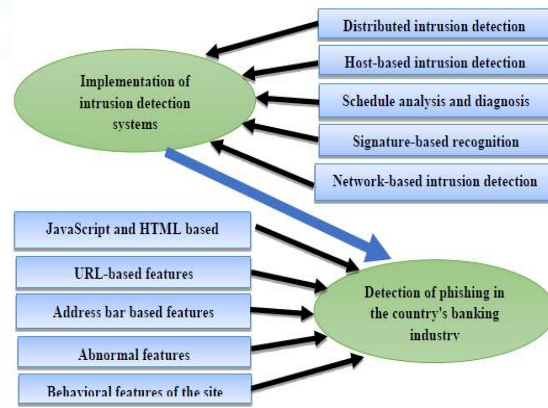 Distributed intrusion detection
Host-based intrusion detection
Schedule analysis and diagnosis
Signature-based recognition
Network-based intrusion detection
Implementation of
intrusion detection
systems
JavaScript and HTML based
URL-based features
Address bar based features
Abnormal features
Behavioral features of the site
Detection of phishing in
the country's banking
industry